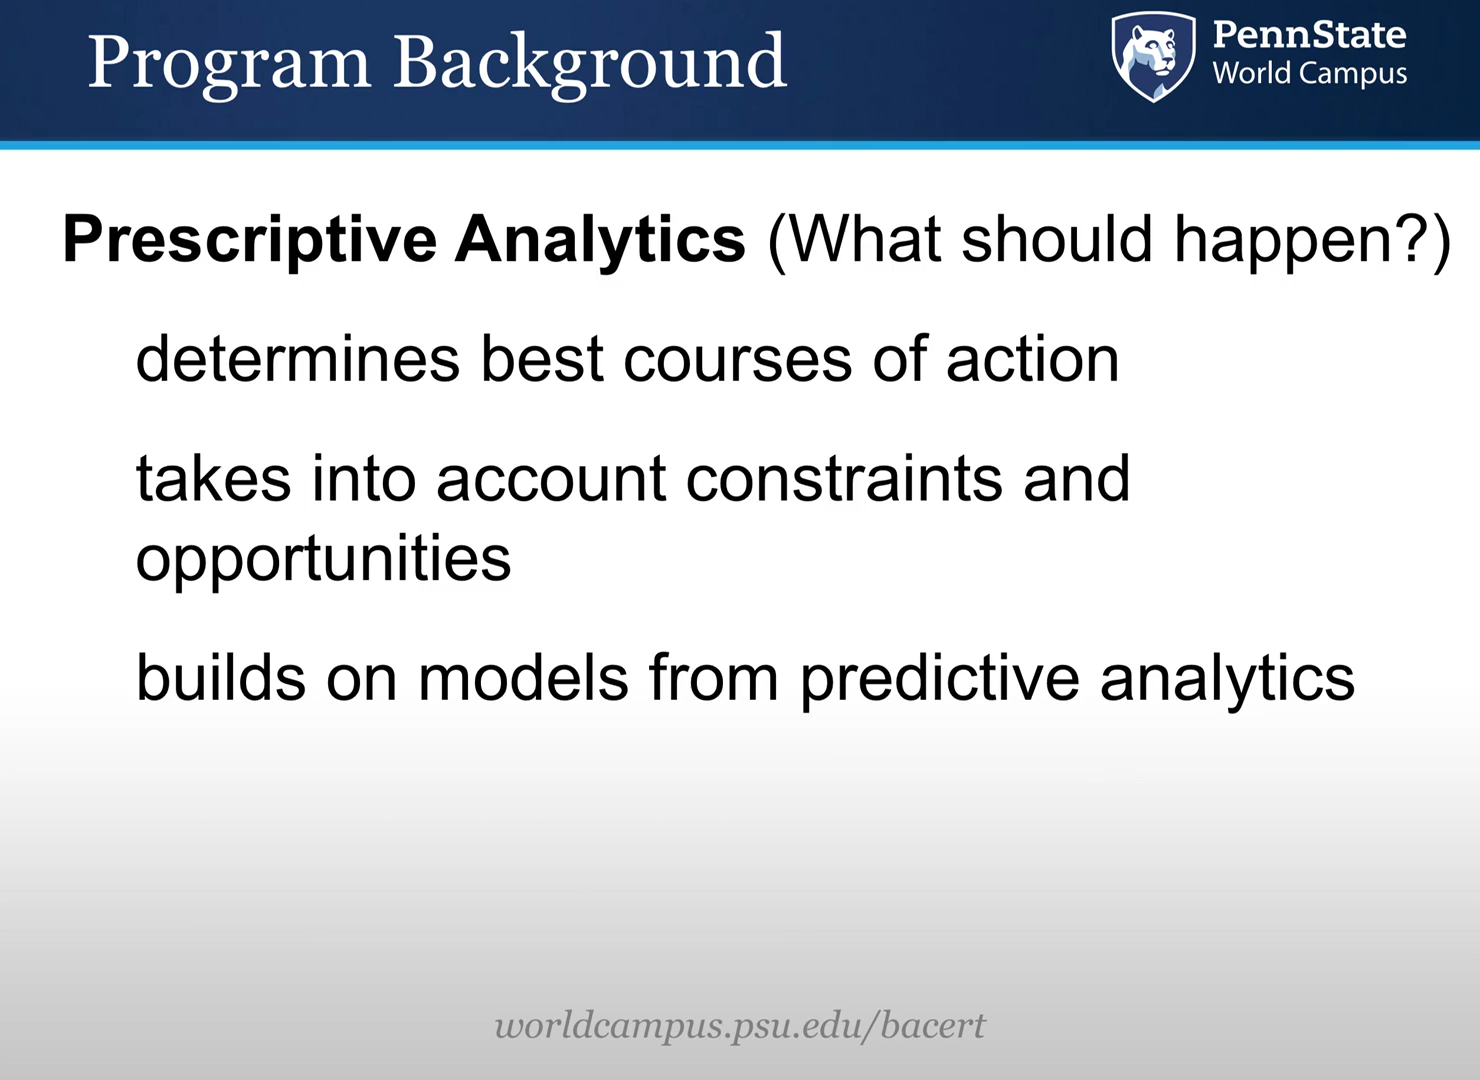 Program Background
PennState
World Campus
Prescriptive Analytics (What should happen?)
determines best courses of action
takes into account constraints and
opportunities
builds on models from predictive analytics
worldcampus.psu.edu/bacert